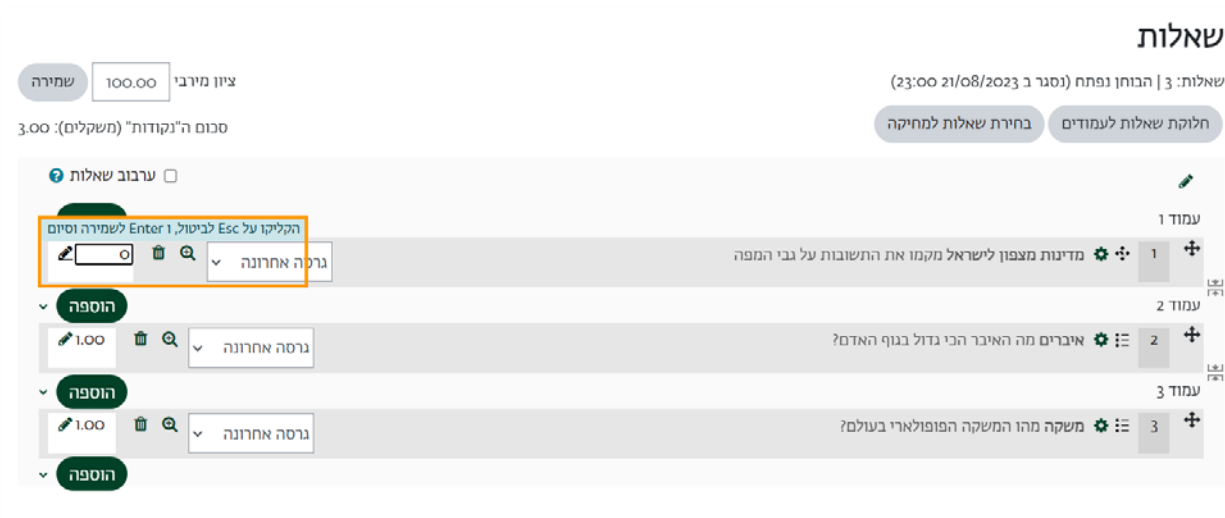 שאלות
שאלות: 3 | הבוחן נפתח (נסגר ב 21/08/2023 23:00)
ציון מירבי 100.00 שמירה
חלוקת שאלות לעמודים בחירת שאלות למחיקה
סכום ה"נקודות" (משקלים): 3.00
ערבוב שאלות
עמוד 1
הקליקו על Esc לביטול, ו Enter לשמירה וסיום
1 מדינות מצפון לישראל מקמו את התשובות על גבי המפה גרסה אחרונה 0
עמוד 2 הוספה
2 איברים מה האיבר הכי גדול בגוף האדם? גרסה אחרונה 1.00
עמוד 3 הוספה
3 משקה מהו המשקה הפופולארי בעולם? גרסה אחרונה 1.00
הוספה